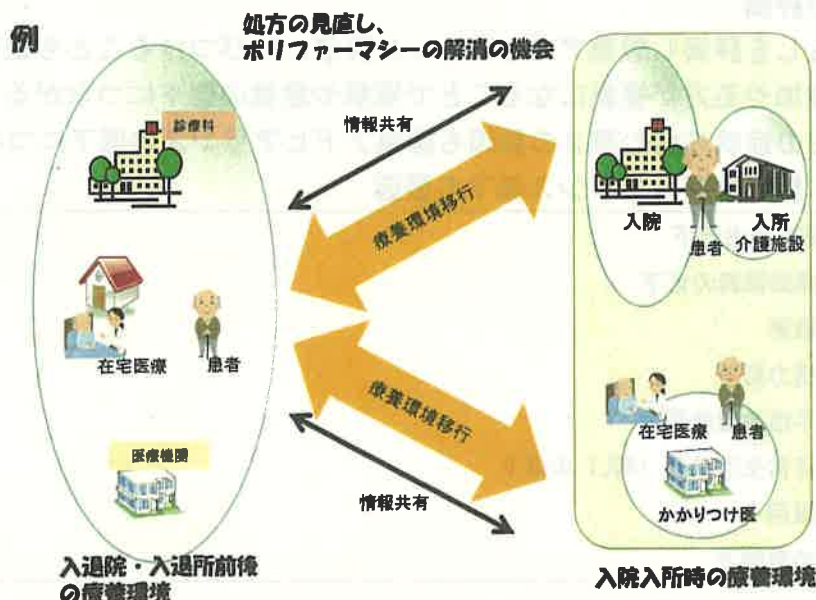 例
処方の見直し、
ポリファーマシーの解消の機会
診療科
情報共有
療養環境移行
入院
患者
入所
介護施設
在宅医療
患者
療養環境移行
在宅医療
患者
医療機関
情報共有
かかりつけ医
入退院・入退所前後
の療養環境
入院入所時の療養環境